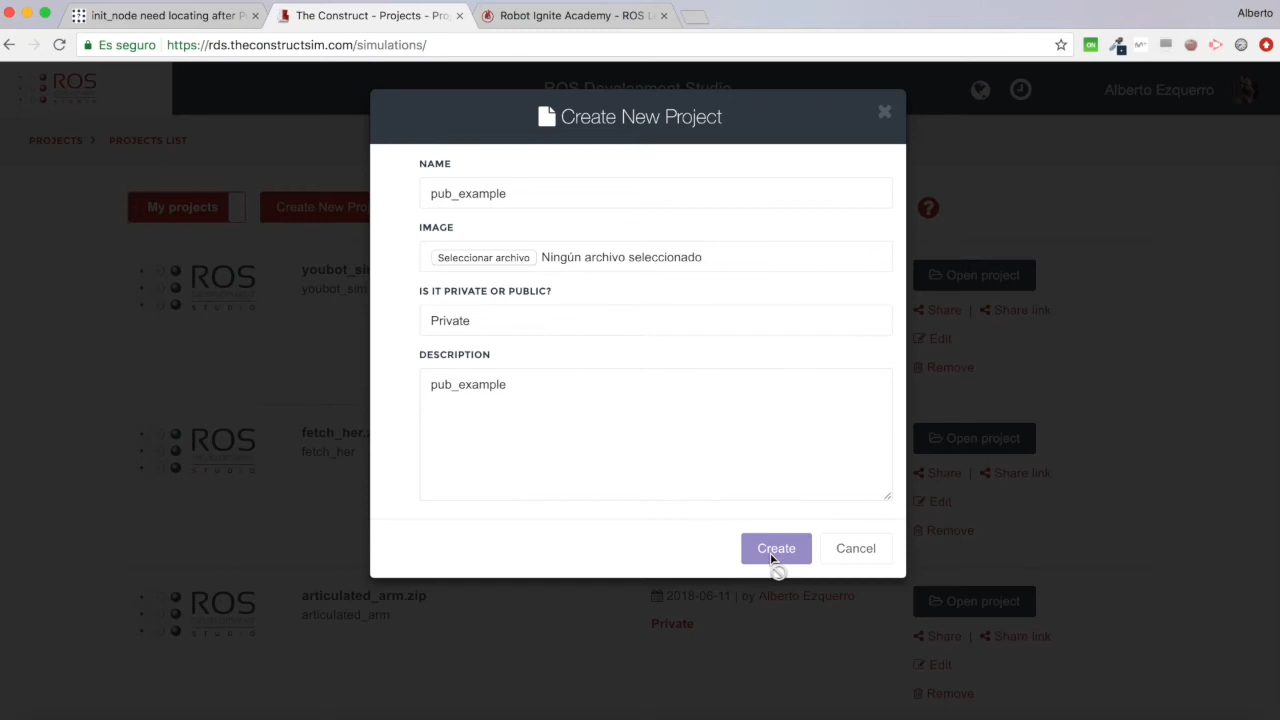 init_node need locating after P
The Construct - Projects - Pro
Robot Ignite Academy - ROS L
Alberto
Es seguro
https://rds.theconstructsim.com/simulations/
ROS
ROS Development Studio
Alberto Ezquerro
Create New Project
PROJECTS
PROJECTS LIST
NAME
pub_example
My projects
Create New Pro
IMAGE
Seleccionar archivo
Ningún archivo seleccionado
IS IT PRIVATE OR PUBLIC?
Private
DESCRIPTION
pub_example
Create
Cancel
ROS
youbot_sim
youbot_sim
Open project
Share | Share link
Edit
Remove
ROS
fetch_her.z
fetch_her
Open project
Share | Share link
Edit
Remove
ROS
articulated_arm.zip
articulated_arm
2018-06-11 | by Alberto Ezquerro
Private
Open project
Share | Share link
Edit
Remove